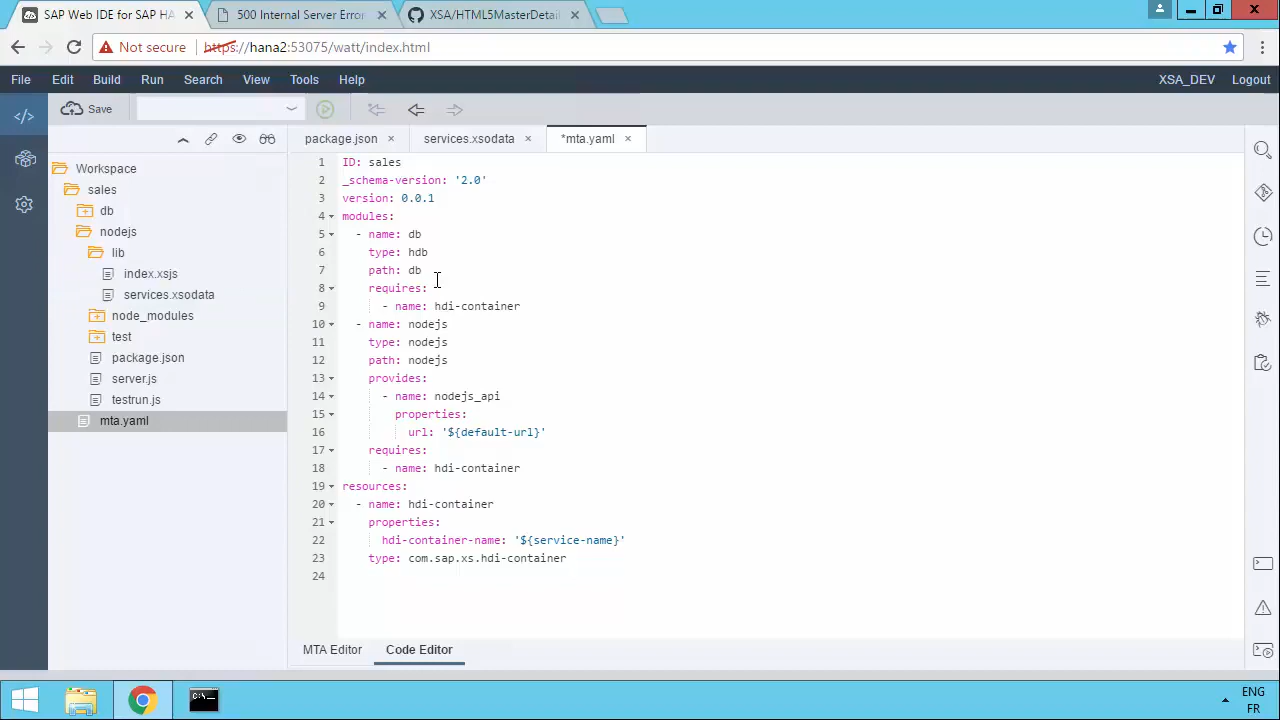 SAP Web IDE for SAP HA
500 Internal Server Erro
XSA/HTML5MasterDetail
Not secure
https://hana2:53075/watt/index.html
File Edit Build Run Search View Tools Help
XSA_DEV Logout
Save
package.json × services.xsodata × *mta.yaml ×
Workspace
sales
db
nodejs
lib
index.xsjs
services.xsodata
node_modules
test
package.json
server.js
testrun.js
mta.yaml
1 ID: sales
2 _schema-version: '2.0'
3 version: 0.0.1
4 modules:
5 - name: db
6 type: hdb
7 path: db
8 requires:
9 - name: hdi-container
10 - name: nodejs
11 type: nodejs
12 path: nodejs
13 provides:
14 - name: nodejs_api
15 properties:
16 url: '${default-url}'
17 requires:
18 - name: hdi-container
19 resources:
20 - name: hdi-container
21 properties:
22 hdi-container-name: '${service-name}'
23 type: com.sap.xs.hdi-container
24
MTA Editor Code Editor
ENG
FR